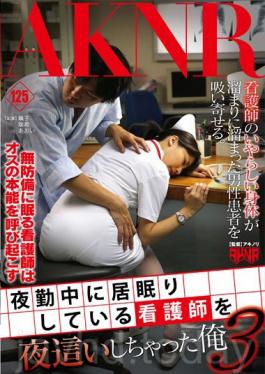 AKNR
125
看護師のいやらしい身体が
溜まりに溜まった男性患者を
吸い寄せる。
無防備に眠る看護師は
オスの本能を呼び起こす
【監督】アキノリ
夜勤中に居眠り
している看護師を
夜這いしちゃった俺
3